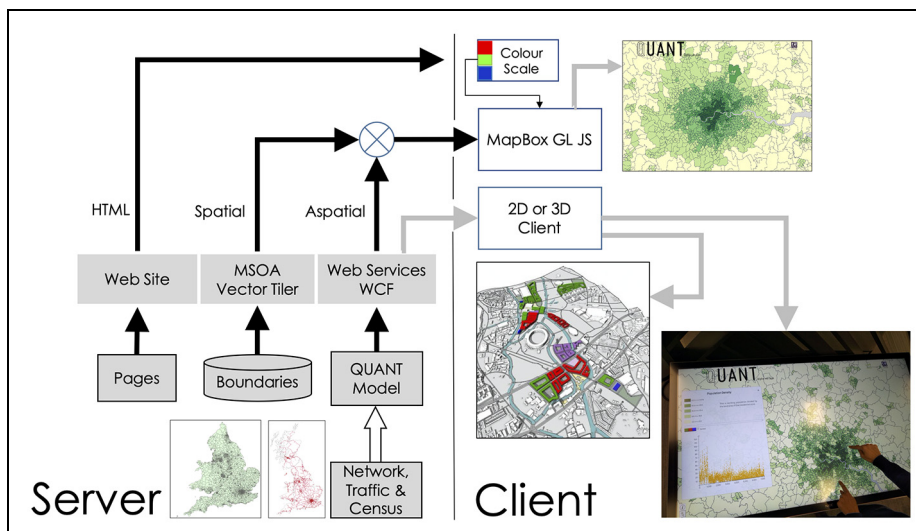 Colour
Scale
QUANT
MapBox GL JS
HTML
Spatial
Aspatial
2D or 3D
Client
Web Site
MSOA
Vector Tiler
Web Services
WCF
Pages
Boundaries
QUANT
Model
QUANT
Network,
Traffic &
Census
Server
Client